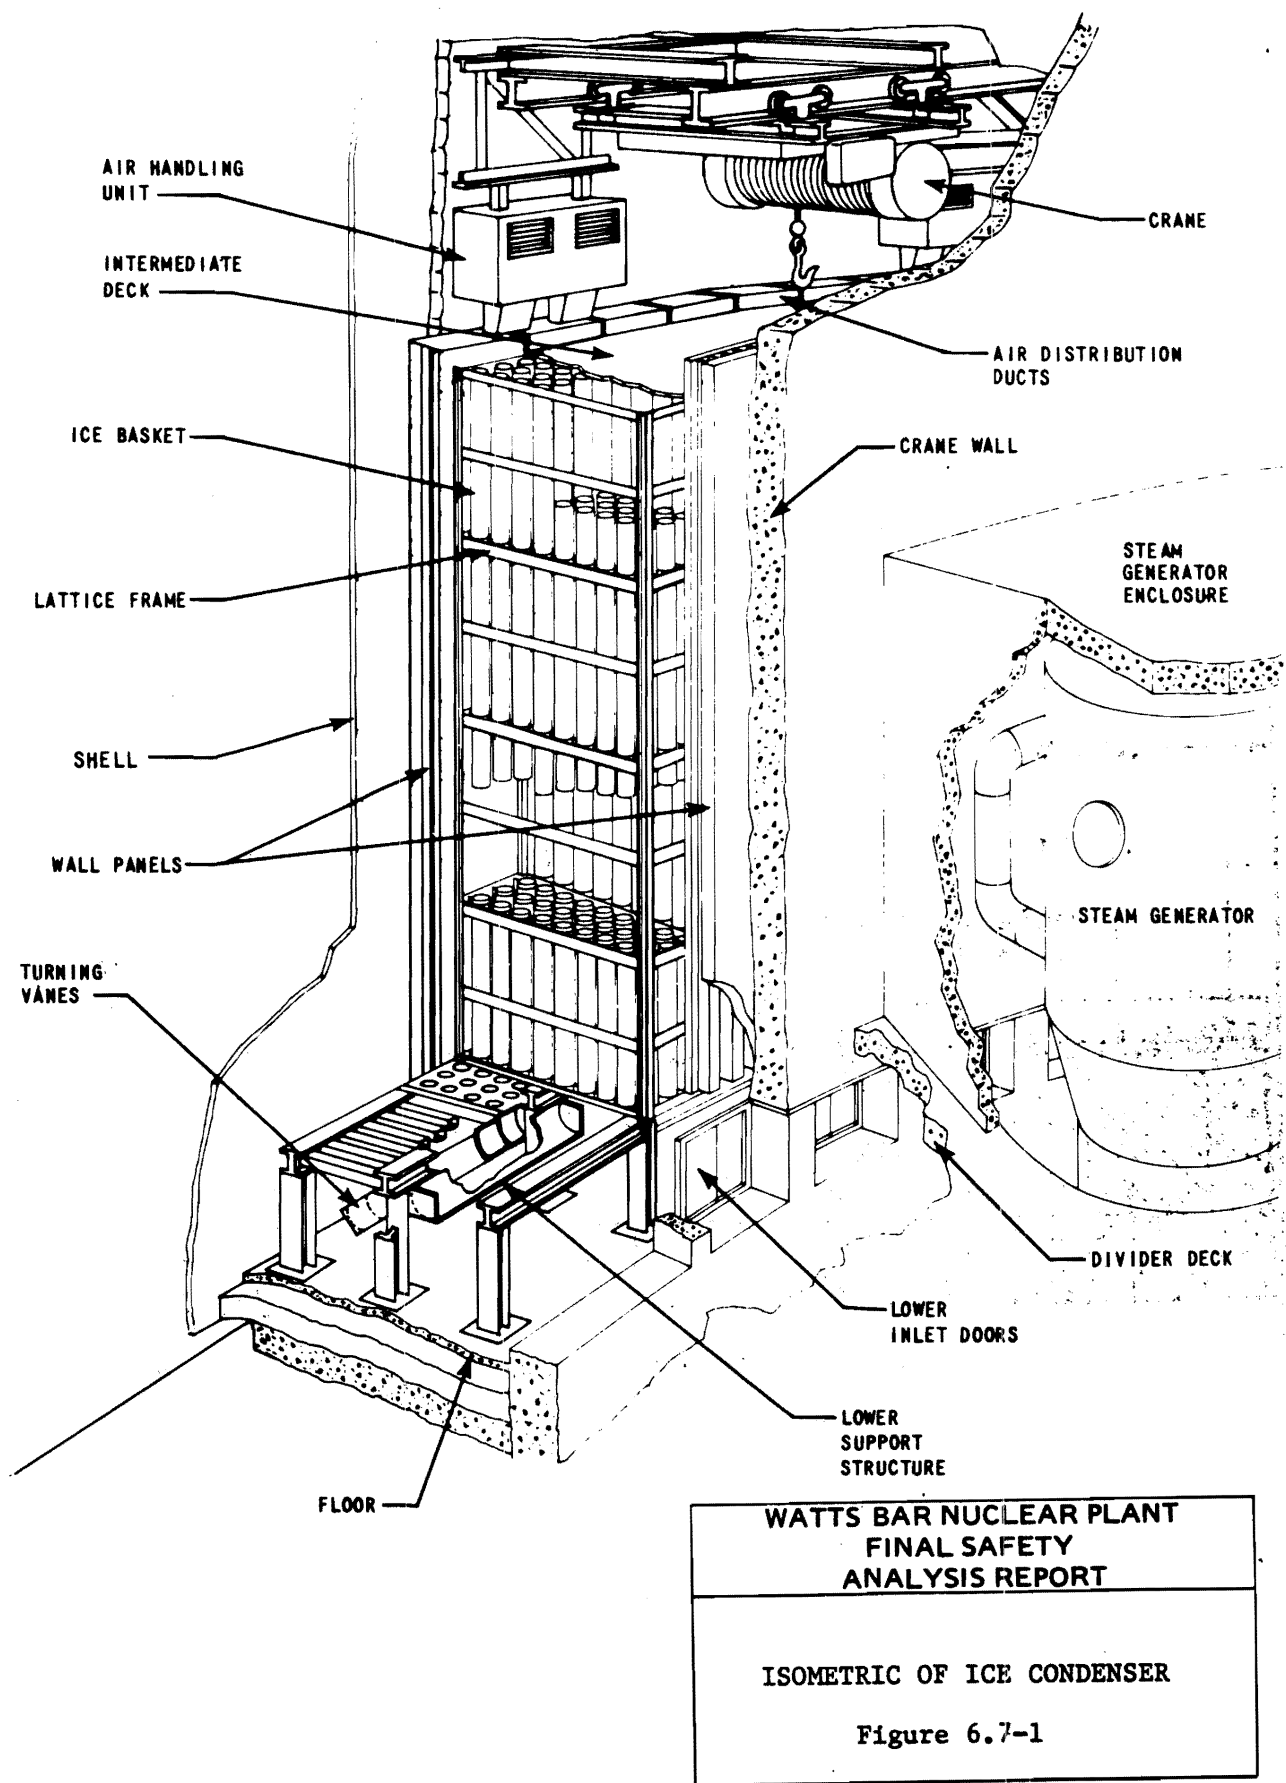 AIR HANDLING
UNIT
CRANE
INTERMEDIATE
DECK
AIR DISTRIBUTION
DUCTS
ICE BASKET
CRANE WALL
STEAM
GENERATOR
ENCLOSURE
LATTICE FRAME
SHELL
WALL PANELS
STEAM GENERATOR
TURNING
VANES
DIVIDER DECK
LOWER
INLET DOORS
LOWER
SUPPORT
STRUCTURE
FLOOR
WATTS BAR NUCLEAR PLANT
FINAL SAFETY
ANALYSIS REPORT
ISOMETRIC OF ICE CONDENSER
Figure 6.7-1